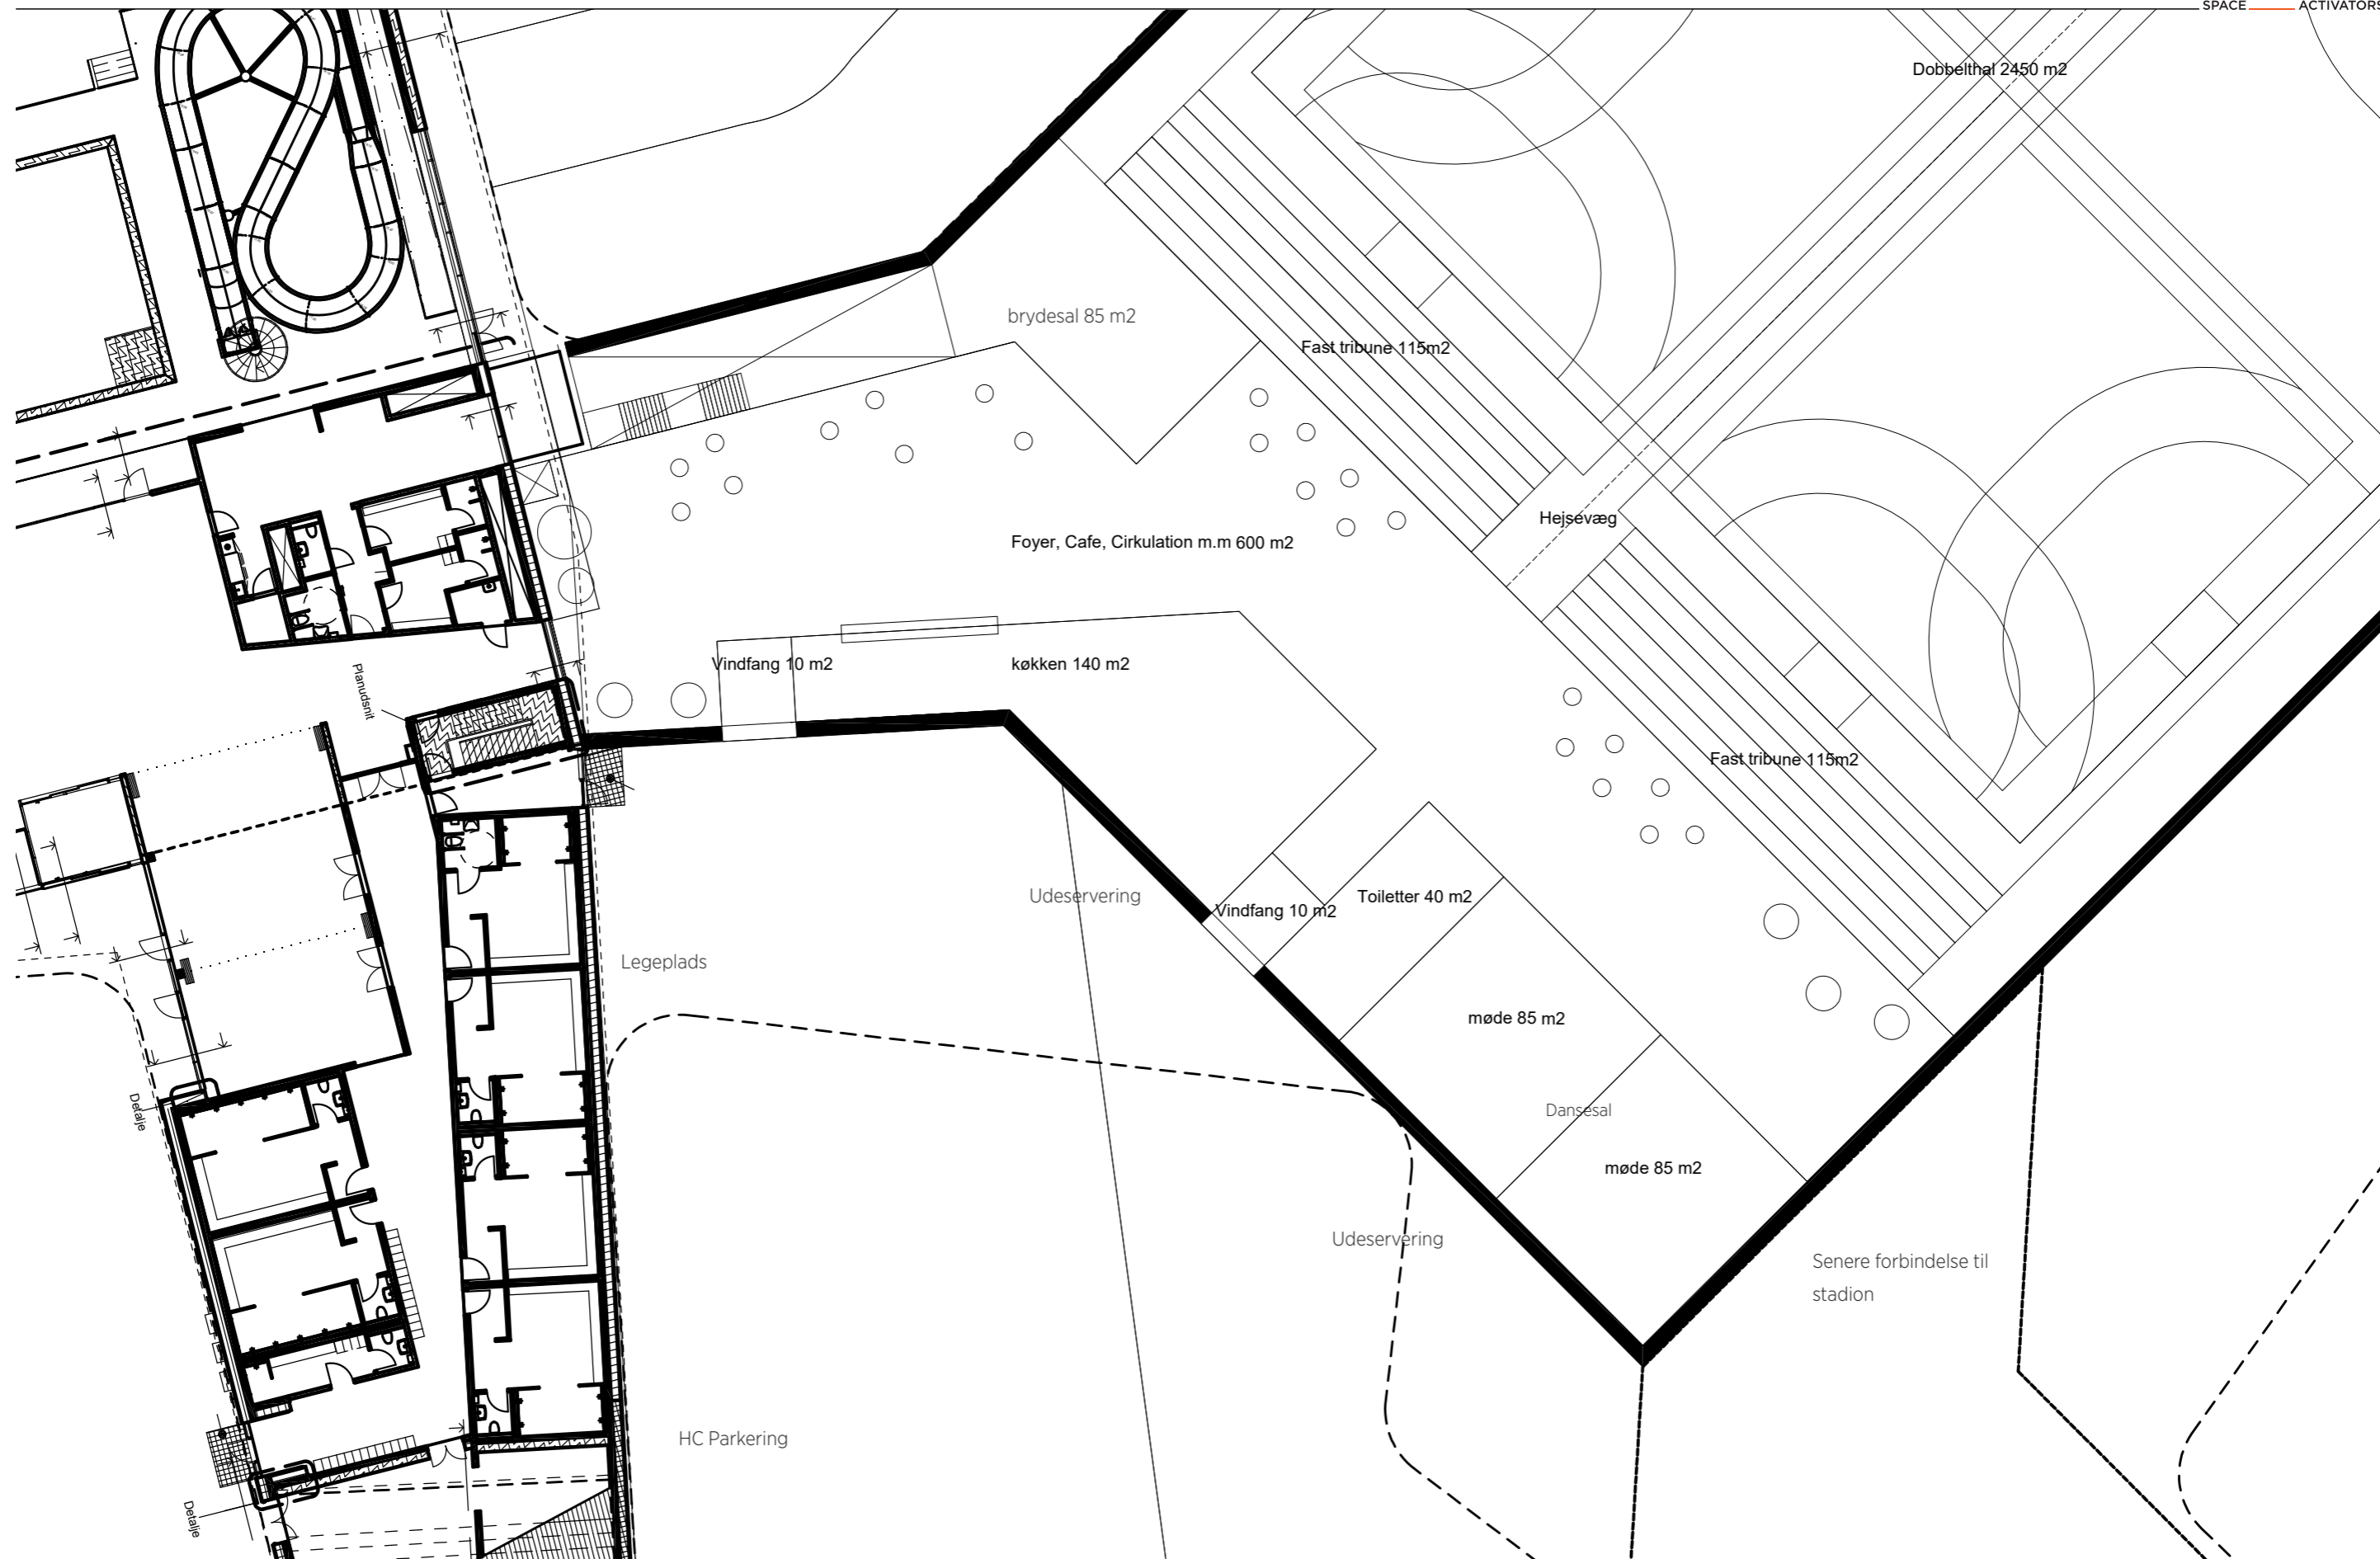 SPACE ACTIVATORS
Dobbelthal 2450 m2
brydesal 85 m2
Fast tribune 115m2
Hejsevæg
Foyer, Cafe, Cirkulation m.m 600 m2
Vindfang 10 m2
køkken 140 m2
Planudsnit
Fast tribune 115m2
Udeservering
Toiletter 40 m2
Vindfang 10 m2
Legeplads
møde 85 m2
Dansesal
Detalje
møde 85 m2
Udeservering
Senere forbindelse til
stadion
HC Parkering
Detalje